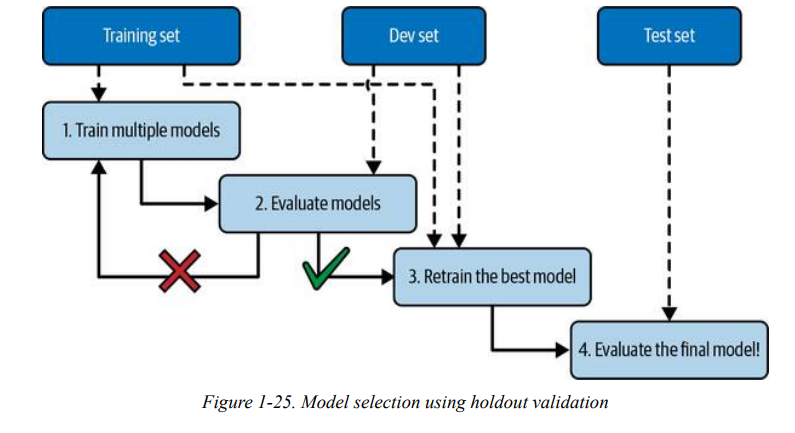 Training set
Dev set
Test set
1. Train multiple models
2. Evaluate models
3. Retrain the best model
4. Evaluate the final model!
Figure 1-25. Model selection using holdout validation